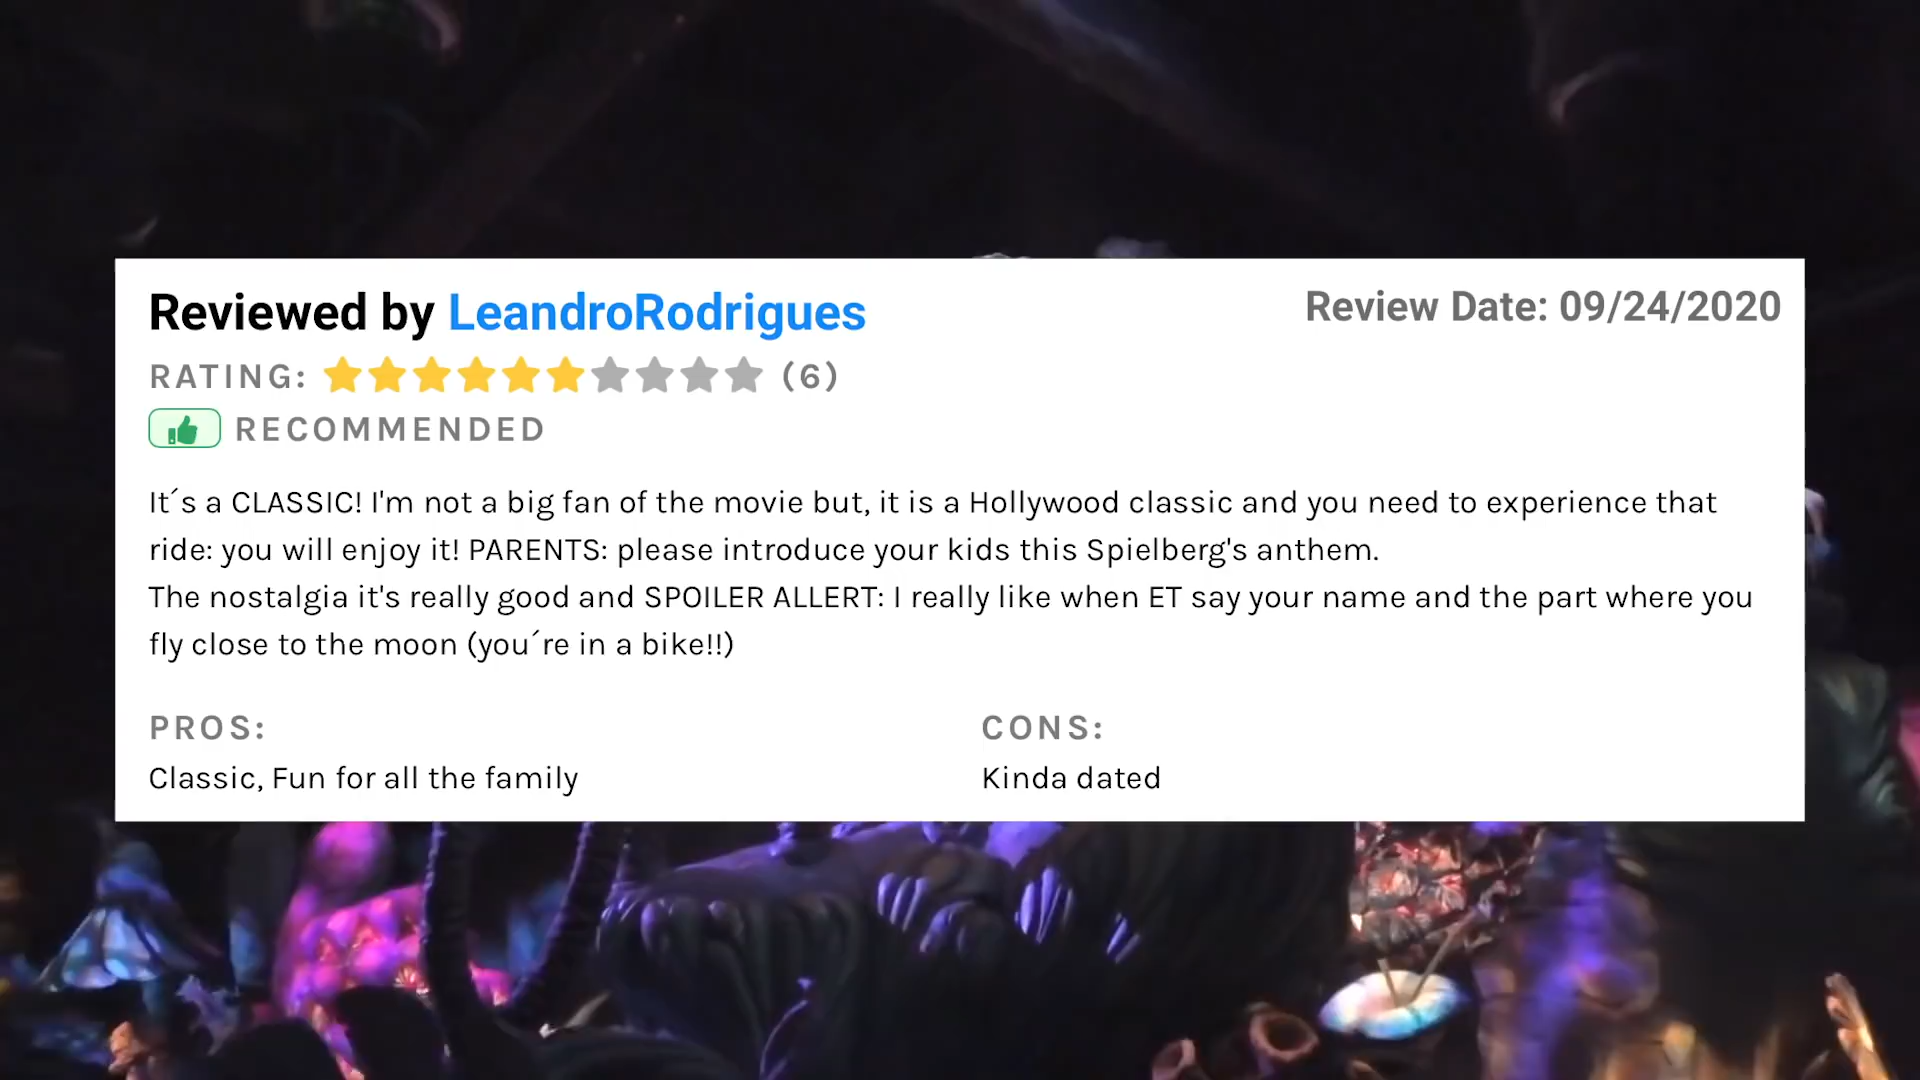 Reviewed by LeandroRodrigues
Review Date: 09/24/2020
RATING: (6)
RECOMMENDED
It´s a CLASSIC! I'm not a big fan of the movie but, it is a Hollywood classic and you need to experience that
ride: you will enjoy it! PARENTS: please introduce your kids this Spielberg's anthem.
The nostalgia it's really good and SPOILER ALLERT: I really like when ET say your name and the part where you
fly close to the moon (you´re in a bike!!)
PROS:
CONS:
Classic, Fun for all the family
Kinda dated